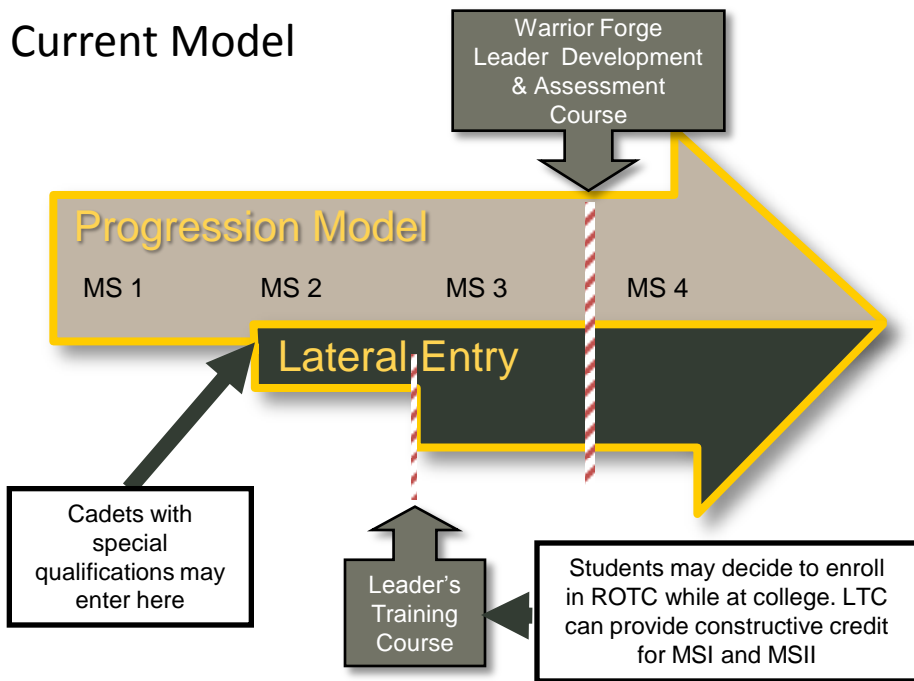 Current Model
Warrior Forge
Leader Development
& Assessment
Course
Progression Model
MS 1
MS 2
MS 3
MS 4
Lateral Entry
Cadets with
special
qualifications may
enter here
Leader's
Training
Course
Students may decide to enroll
in ROTC while at college. LTC
can provide constructive credit
for MSI and MSII